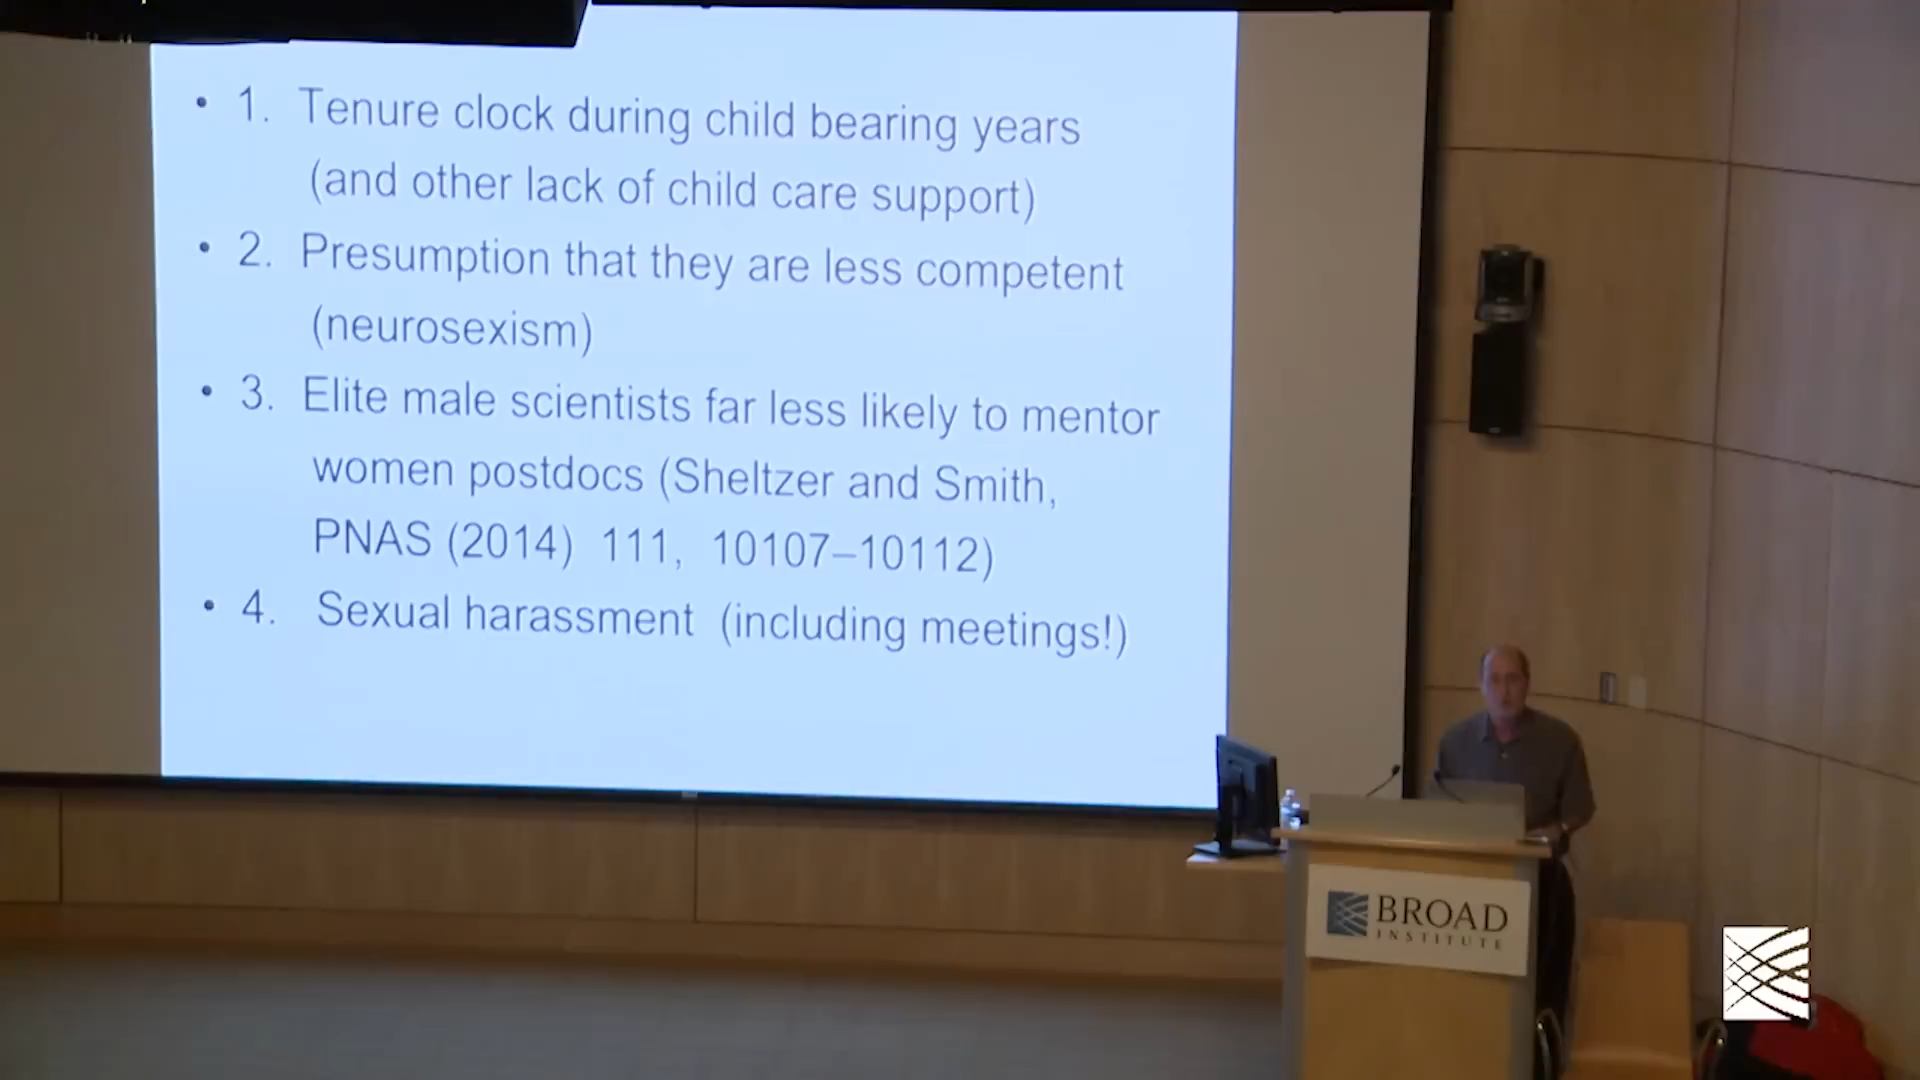 • 1. Tenure clock during child bearing years
(and other lack of child care support)
• 2. Presumption that they are less competent
(neurosexism)
• 3. Elite male scientists far less likely to mentor
women postdocs (Sheltzer and Smith,
PNAS (2014) 111, 10107–10112)
• 4. Sexual harassment (including meetings!)
BROAD
INSTITUTE